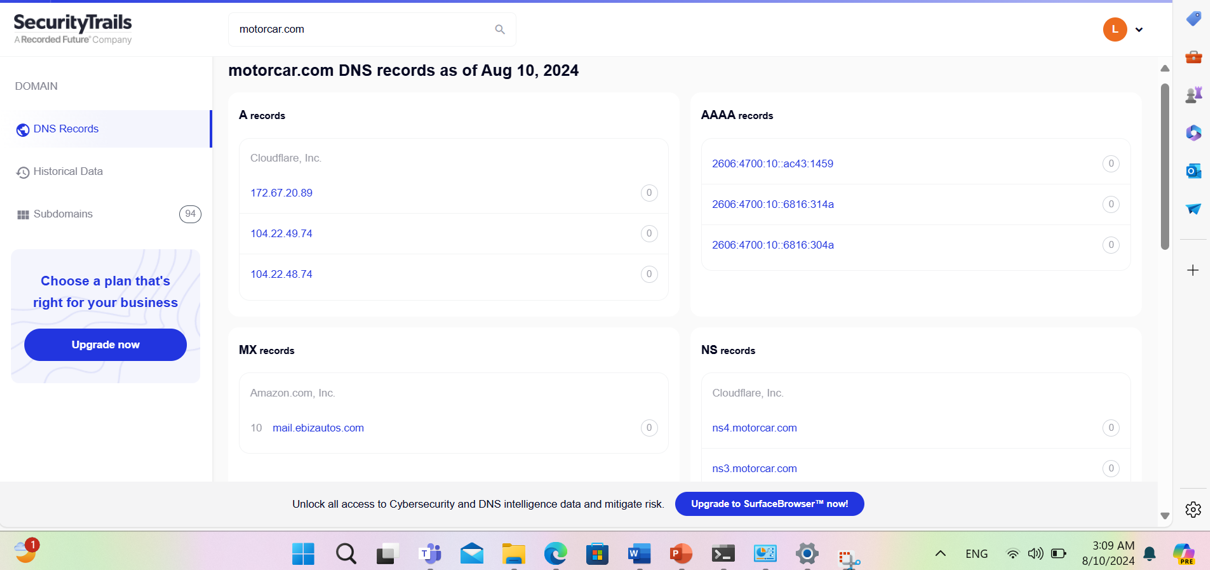 SecurityTrails
A Recorded Future® Company
motorcar.com
L
DOMAIN
DNS Records
Historical Data
Subdomains 94
Choose a plan that's
right for your business
Upgrade now
motorcar.com DNS records as of Aug 10, 2024
A records
Cloudflare, Inc.
172.67.20.89 0
104.22.49.74 0
104.22.48.74 0
AAAA records
2606:4700:10::ac43:1459 0
2606:4700:10::6816:314a 0
2606:4700:10::6816:304a 0
MX records
Amazon.com, Inc.
10 mail.ebizautos.com 0
NS records
Cloudflare, Inc.
ns4.motorcar.com 0
ns3.motorcar.com 0
Unlock all access to Cybersecurity and DNS intelligence data and mitigate risk. Upgrade to SurfaceBrowser™ now!
1
ENG
3:09 AM
8/10/2024
PRE